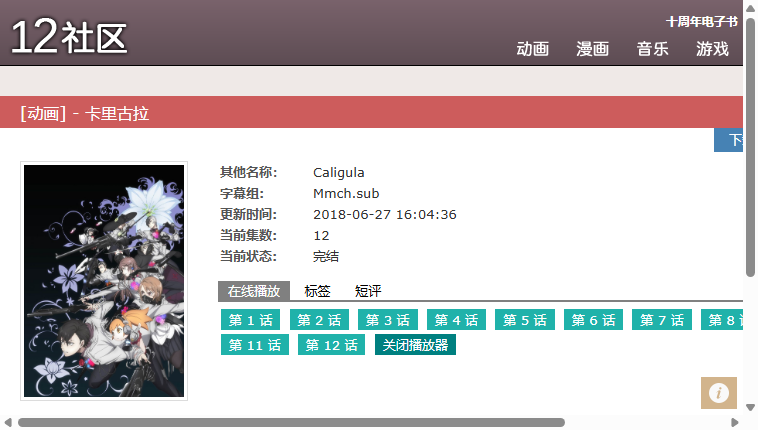 12社区
十周年电子书
动画 漫画 音乐 游戏
[动画] - 卡里古拉
下
其他名称: Caligula
字幕组: Mmch.sub
更新时间: 2018-06-27 16:04:36
当前集数: 12
当前状态: 完结
在线播放 标签 短评
第 1 话 第 2 话 第 3 话 第 4 话 第 5 话 第 6 话 第 7 话 第 8
第 11 话 第 12 话 关闭播放器
i